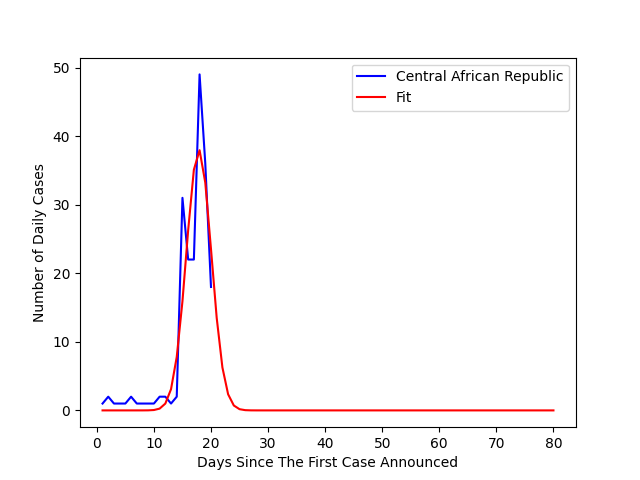 Central African Republic
Fit
50
40
30
20
10
0
Number of Daily Cases
0 10 20 30 40 50 60 70 80
Days Since The First Case Announced